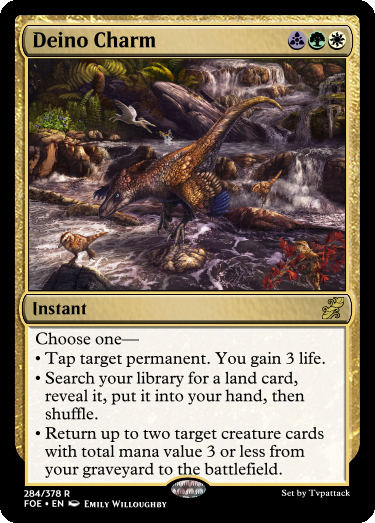 Deino Charm
Instant
Choose one—
• Tap target permanent. You gain 3 life.
• Search your library for a land card,
reveal it, put it into your hand, then
shuffle.
• Return up to two target creature cards
with total mana value 3 or less from
your graveyard to the battlefield.
284/378 R
FOE • EN EMILY WILLOUGHBY
Set by Tvpattack